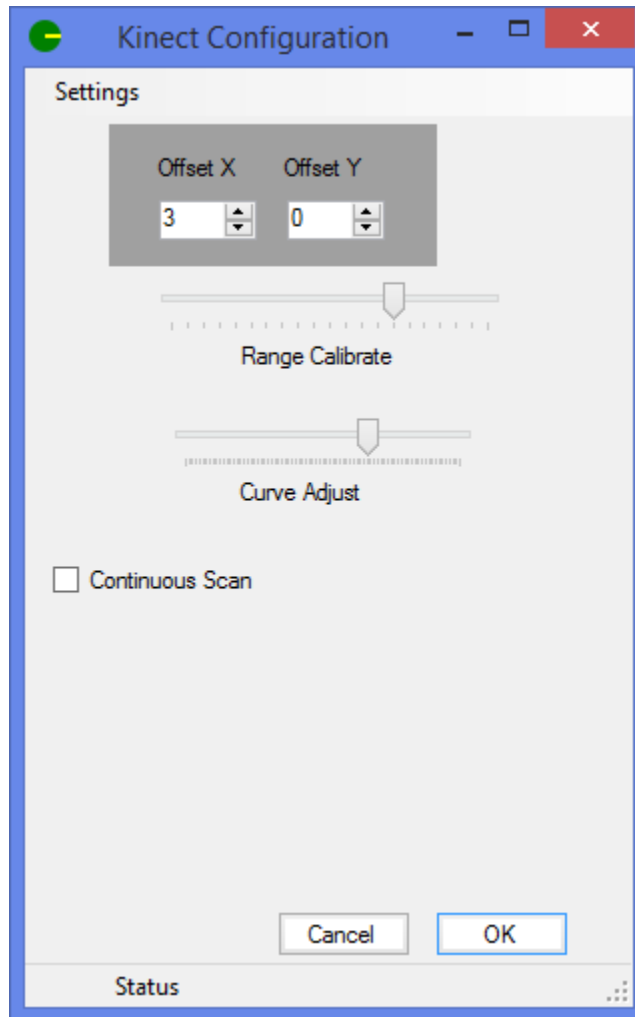 Kinect Configuration
Settings
Offset X Offset Y
3 0
Range Calibrate
Curve Adjust
Continuous Scan
Cancel OK
Status